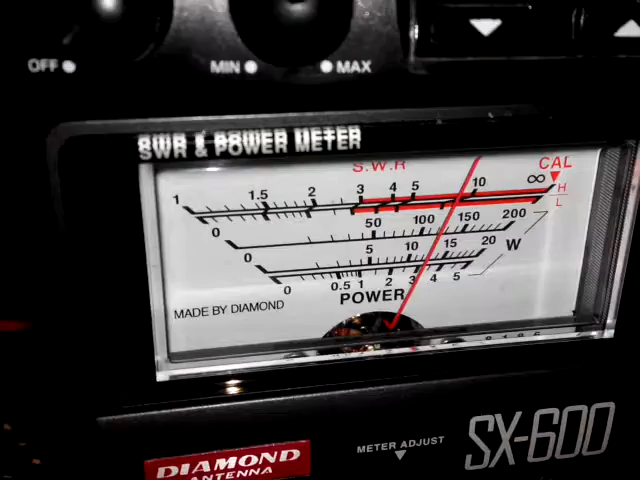 OFF MIN MAX
SWR & POWER METER
S.W.R CAL
1 1.5 2 3 4 5 10 ∞ H
L
0 50 100 150 200
0 5 10 15 20 W
0 0.5 1 2 3 4 5
POWER
MADE BY DIAMOND
METER ADJUST
SX-600
DIAMOND
ANTENNA